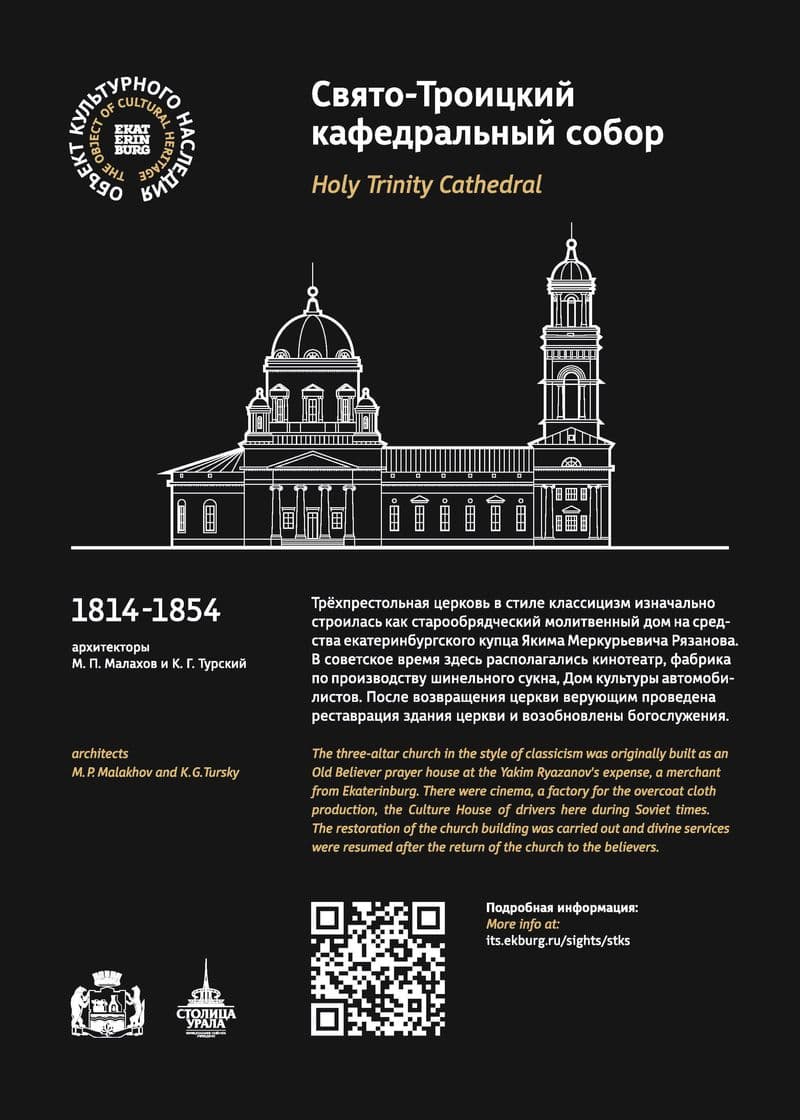 ОБЪЕКТ КУЛЬТУРНОГО НАСЛЕДИЯ
THE OBJECT OF CULTURAL HERITAGE
EKAT
ERIN
BURG
Свято-Троицкий
кафедральный собор
Holy Trinity Cathedral
1814-1854
архитекторы
М. П. Малахов и К. Г. Турский
Трёхпрестольная церковь в стиле классицизм изначально
строилась как старообрядческий молитвенный дом на сред-
ства екатеринбургского купца Якима Меркурьевича Рязанова.
В советское время здесь располагались кинотеатр, фабрика
по производству шинельного сукна, Дом культуры автомоби-
листов. После возвращения церкви верующим проведена
реставрация здания церкви и возобновлены богослужения.
architects
M.P. Malakhov and K.G.Tursky
The three-altar church in the style of classicism was originally built as an
Old Believer prayer house at the Yakim Ryazanov's expense, a merchant
from Ekaterinburg. There were cinema, a factory for the overcoat cloth
production, the Culture House of drivers here during Soviet times.
The restoration of the church building was carried out and divine services
were resumed after the return of the church to the believers.
Подробная информация:
More info at:
its.ekburg.ru/sights/stks
СТОЛИЦА
УРАЛА